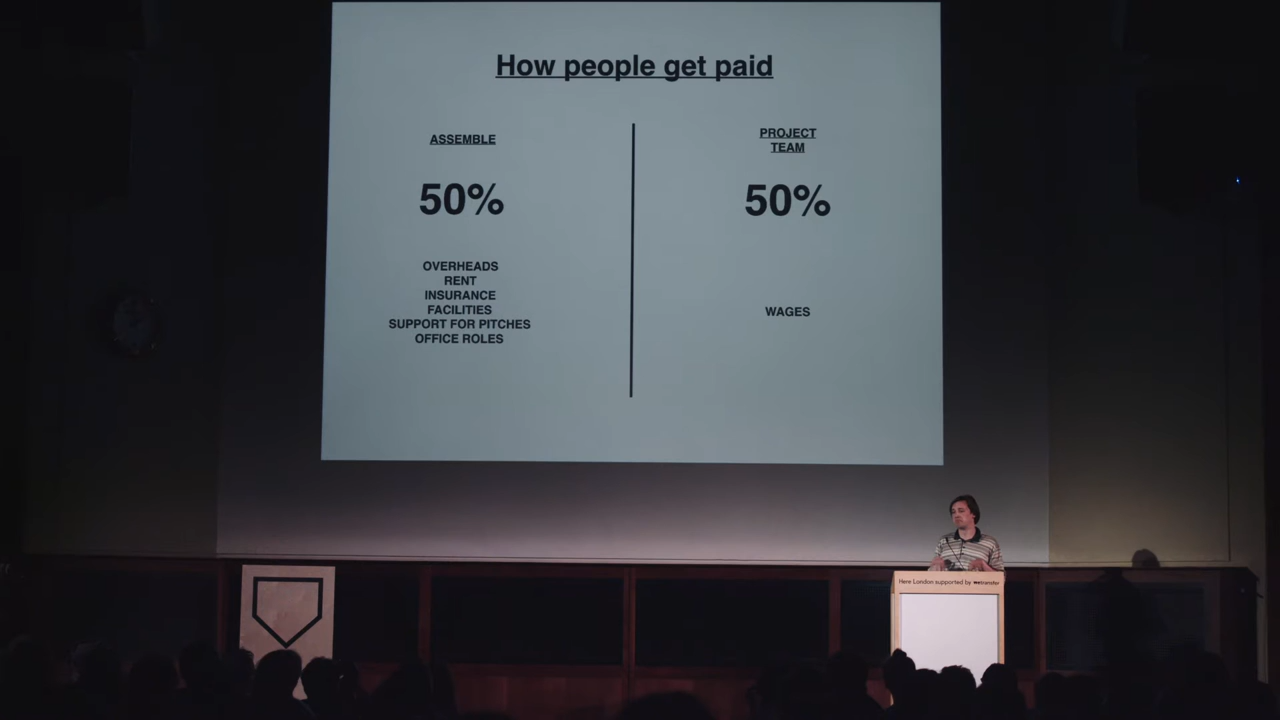 How people get paid
ASSEMBLE
50%
OVERHEADS
RENT
INSURANCE
FACILITIES
SUPPORT FOR PITCHES
OFFICE ROLES
PROJECT
TEAM
50%
WAGES
Here London supported by wetransfer